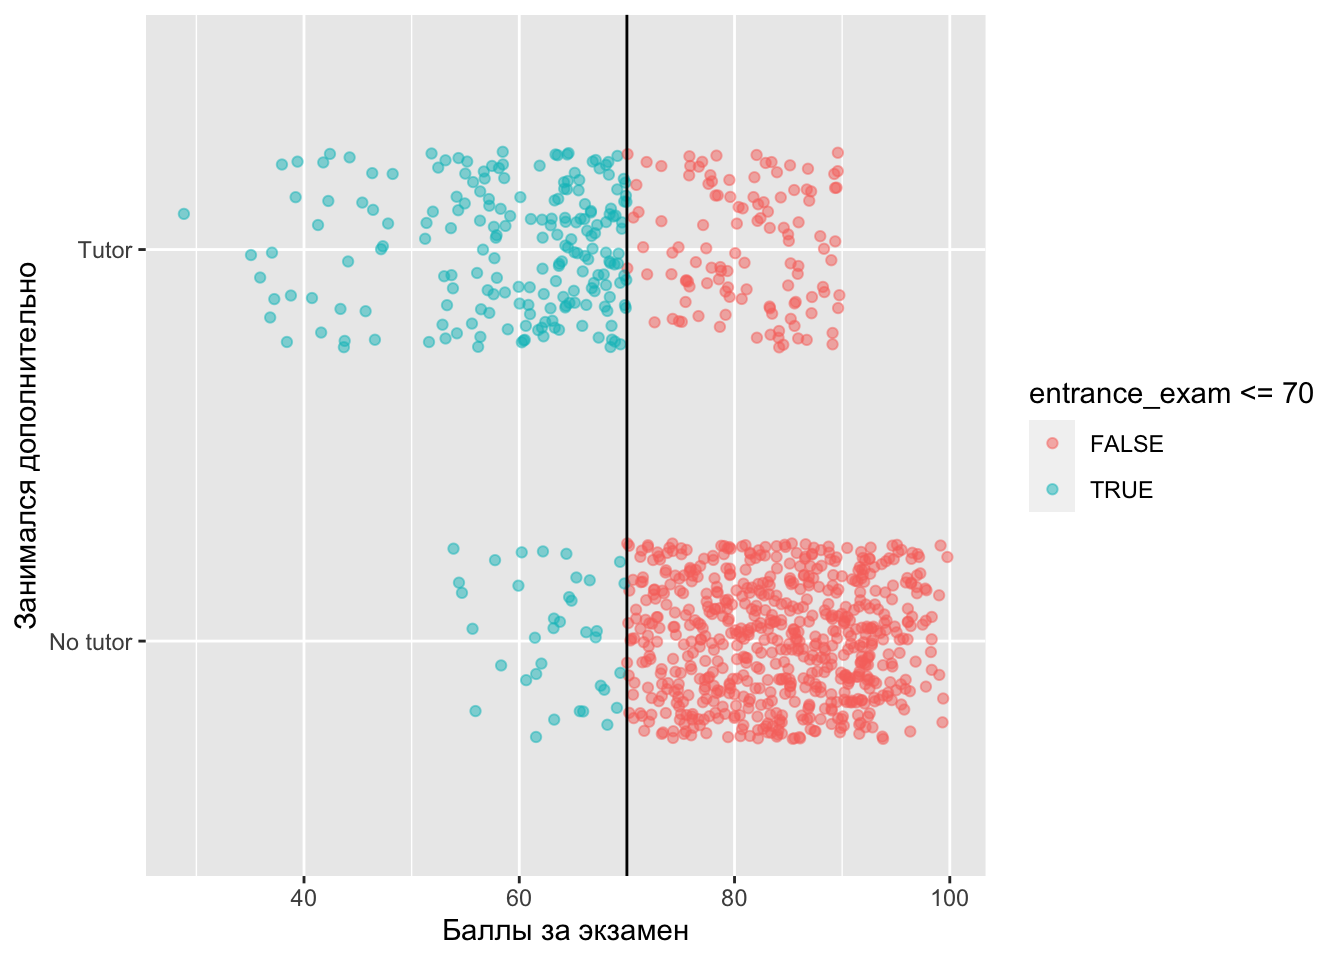 Занимался дополнительно
Tutor
No tutor
40
60
80
100
Баллы за экзамен
entrance_exam <= 70
FALSE
TRUE